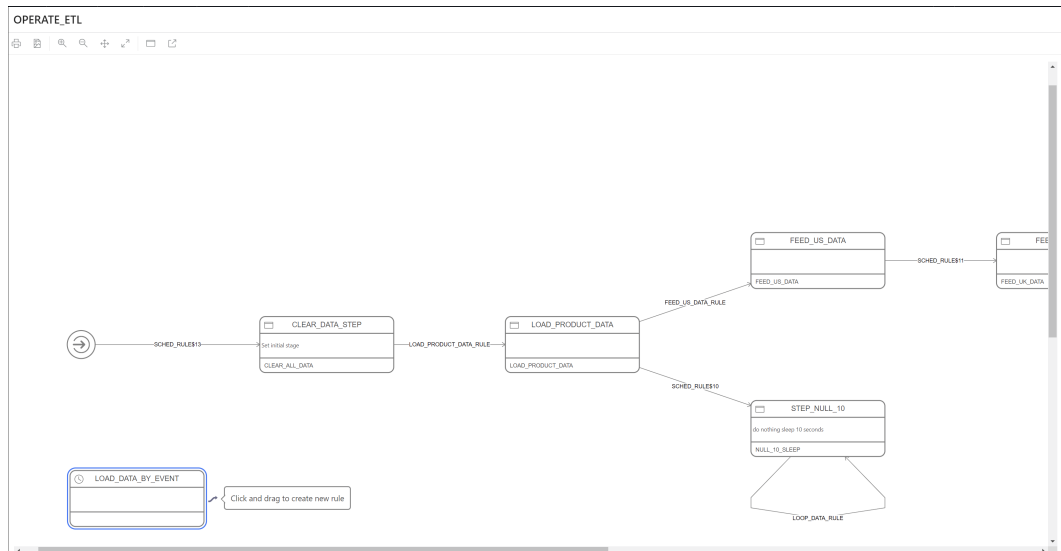 OPERATE_ETL
FEED_US_DATA
FEED_US_DATA
SCHED_RULE$11
FEE
FEED_UK_DATA
FEED_US_DATA_RULE
SCHED_RULE$13
CLEAR_DATA_STEP
Set initial stage
CLEAR_ALL_DATA
LOAD_PRODUCT_DATA_RULE
LOAD_PRODUCT_DATA
LOAD_PRODUCT_DATA
SCHED_RULE$10
STEP_NULL_10
do nothing sleep 10 seconds
NULL_10_SLEEP
LOOP_DATA_RULE
LOAD_DATA_BY_EVENT
Click and drag to create new rule